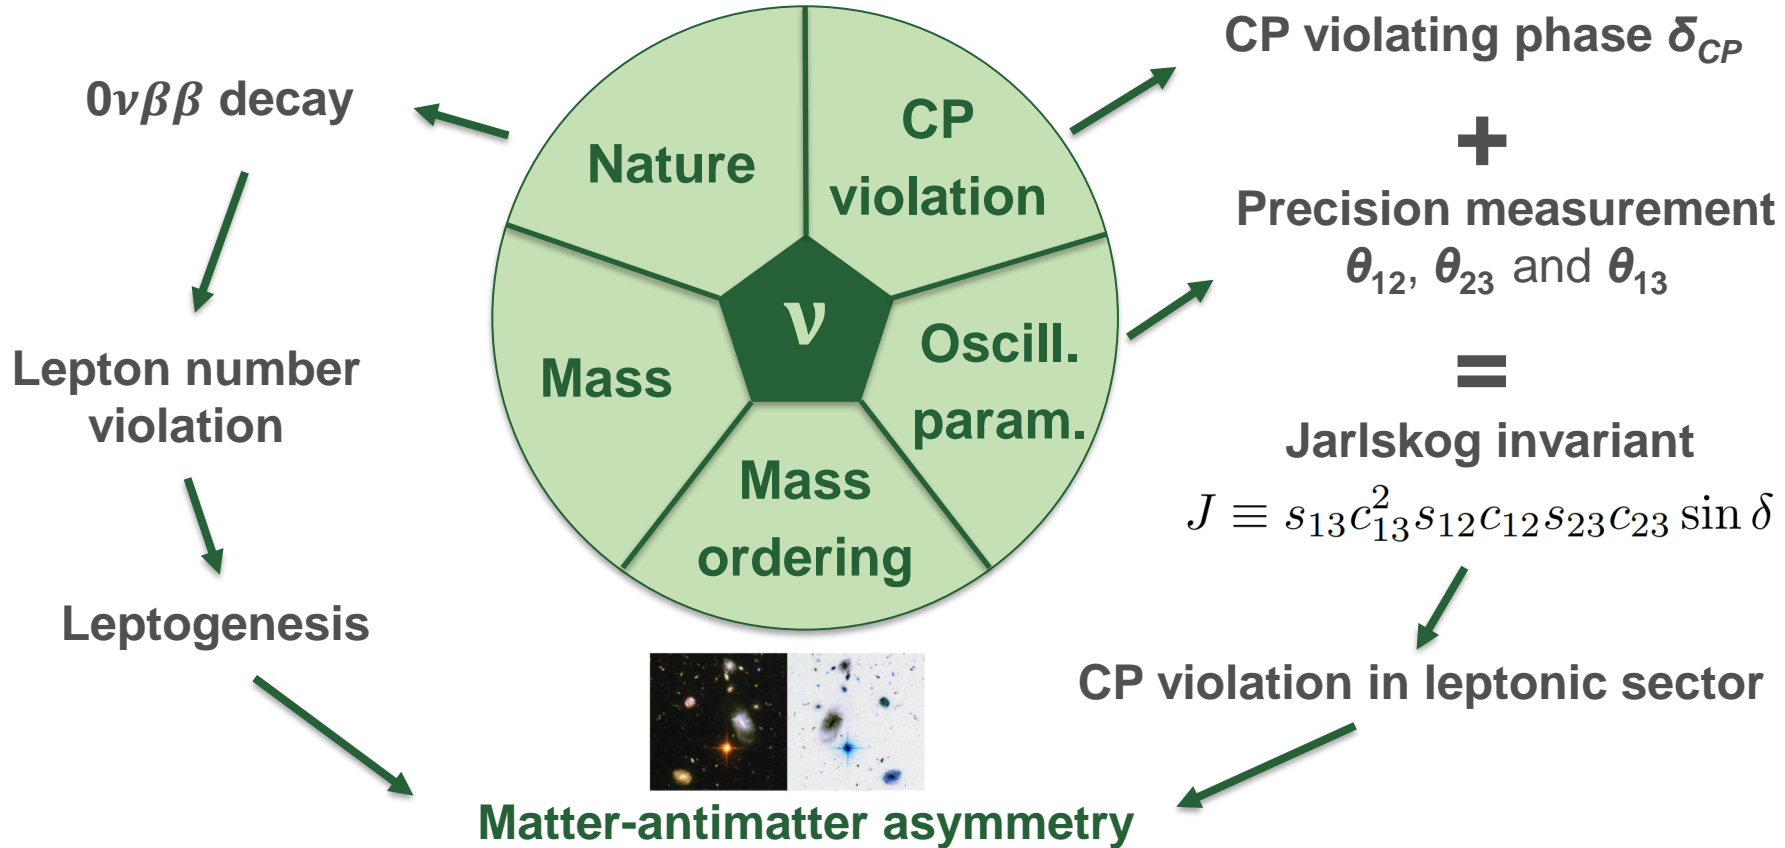 0νββ decay
Lepton number
violation
Leptogenesis
Nature
CP
violation
Mass
ν
Oscill.
param.
Mass
ordering
CP violating phase δ_CP
+
Precision measurement
θ₁₂, θ₂₃ and θ₁₃
=
Jarlskog invariant
J ≡ s₁₃c²₁₃s₁₂c₁₂s₂₃c₂₃ sin δ
CP violation in leptonic sector
Matter-antimatter asymmetry